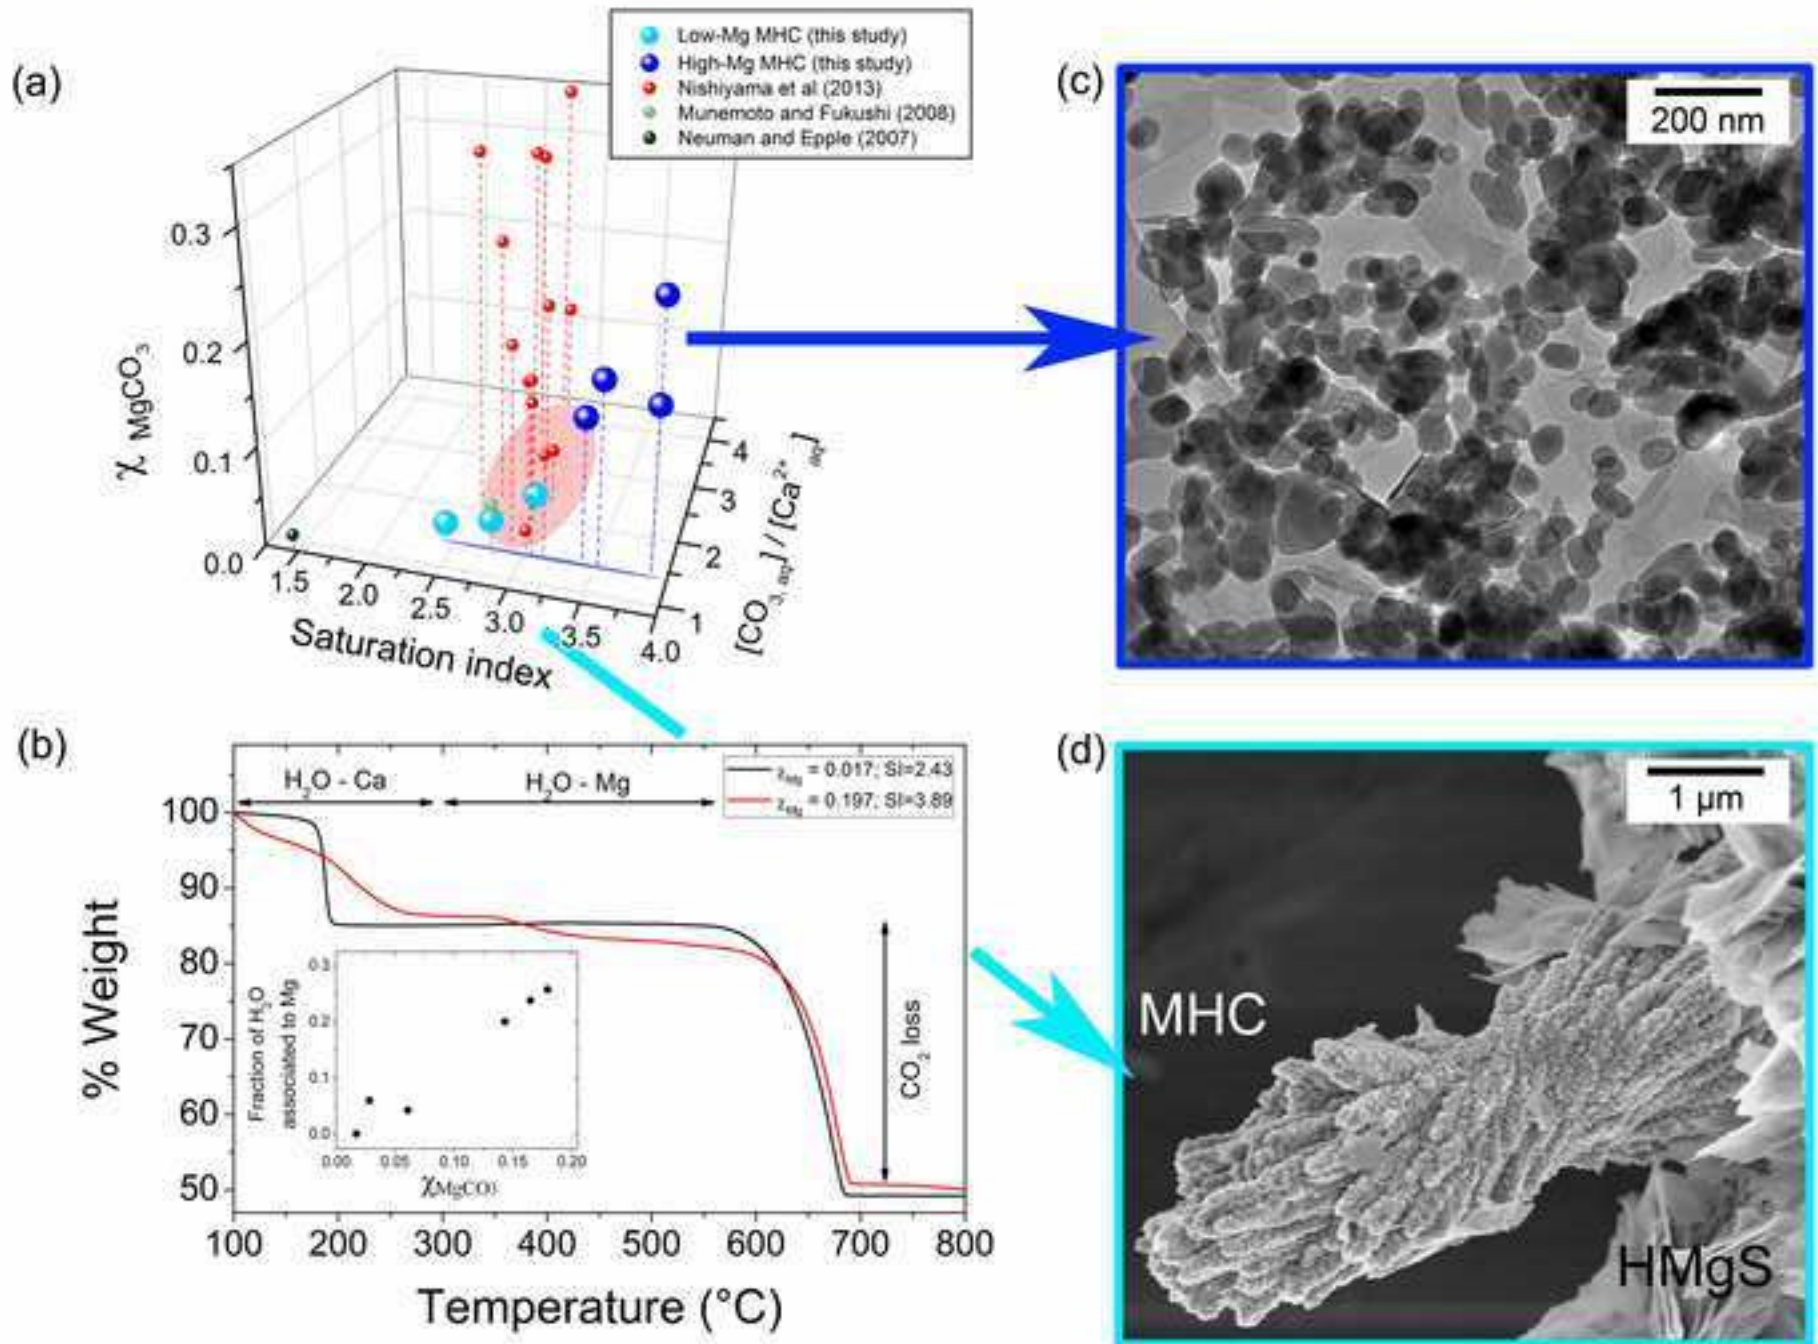 (a)
Low-Mg MHC (this study)
High-Mg MHC (this study)
Nishiyama et al (2013)
Munemoto and Fukushi (2008)
Neuman and Epple (2007)
χ MgCO3
0.3
0.2
0.1
0.0
1.5
2.0
2.5
3.0
3.5
4.0
Saturation index
1
2
3
4
[CO3, aq] / [Ca2+ aq]
(b)
H2O - Ca
H2O - Mg
= 0.017; SI=2.43
= 0.197; SI=3.89
% Weight
100
90
80
70
60
50
CO2 loss
Fraction of H2O
associated to Mg
0.3
0.2
0.1
0.0
0.00 0.05 0.10 0.15 0.20
χMgCO3
100 200 300 400 500 600 700 800
Temperature (°C)
(c)
200 nm
(d)
1 µm
MHC
HMgS